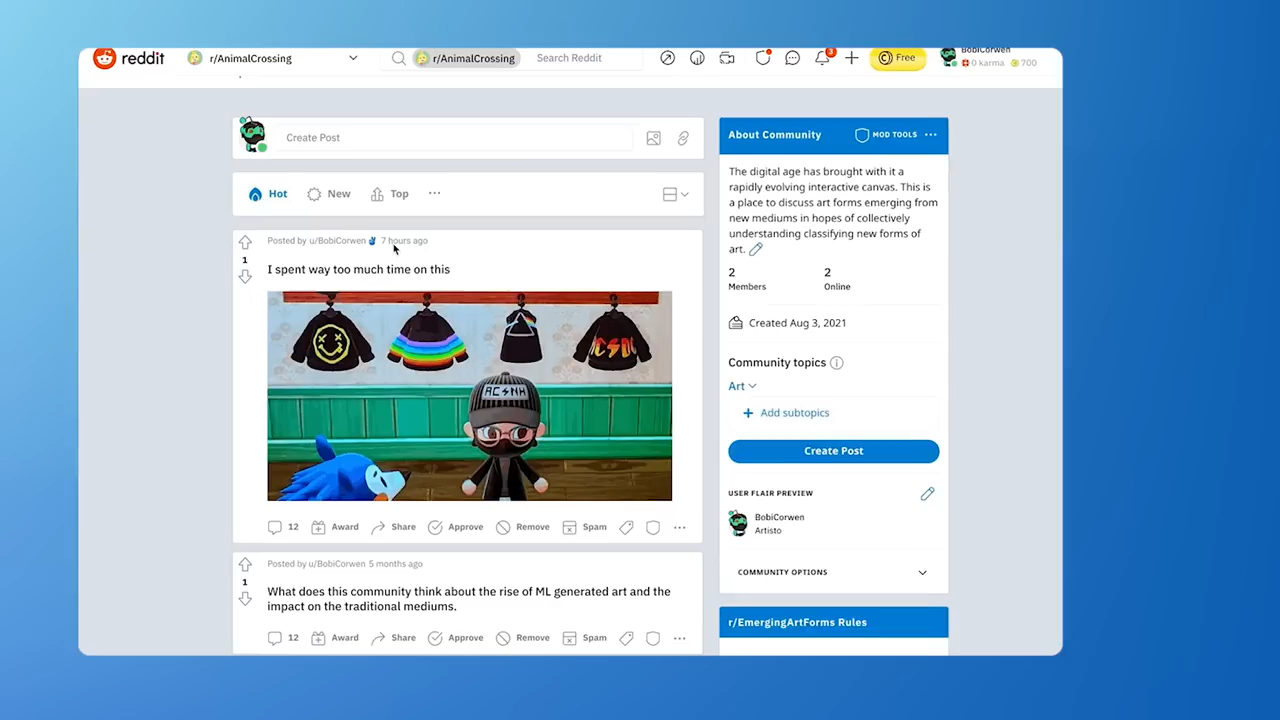 reddit
r/AnimalCrossing
r/AnimalCrossing
Search Reddit
3
Free
BobiCorwen
0 karma
700
Create Post
Hot
New
Top
Posted by u/BobiCorwen 7 hours ago
1
I spent way too much time on this
AC NH
12
Award
Share
Approve
Remove
Spam
Posted by u/BobiCorwen 5 months ago
1
What does this community think about the rise of ML generated art and the
impact on the traditional mediums.
12
Award
Share
Approve
Remove
Spam
About Community
MOD TOOLS
The digital age has brought with it a
rapidly evolving interactive canvas. This is
a place to discuss art forms emerging from
new mediums in hopes of collectively
understanding classifying new forms of
art.
2
Members
2
Online
Created Aug 3, 2021
Community topics
Art
Add subtopics
Create Post
USER FLAIR PREVIEW
BobiCorwen
Artisto
COMMUNITY OPTIONS
r/EmergingArtForms Rules